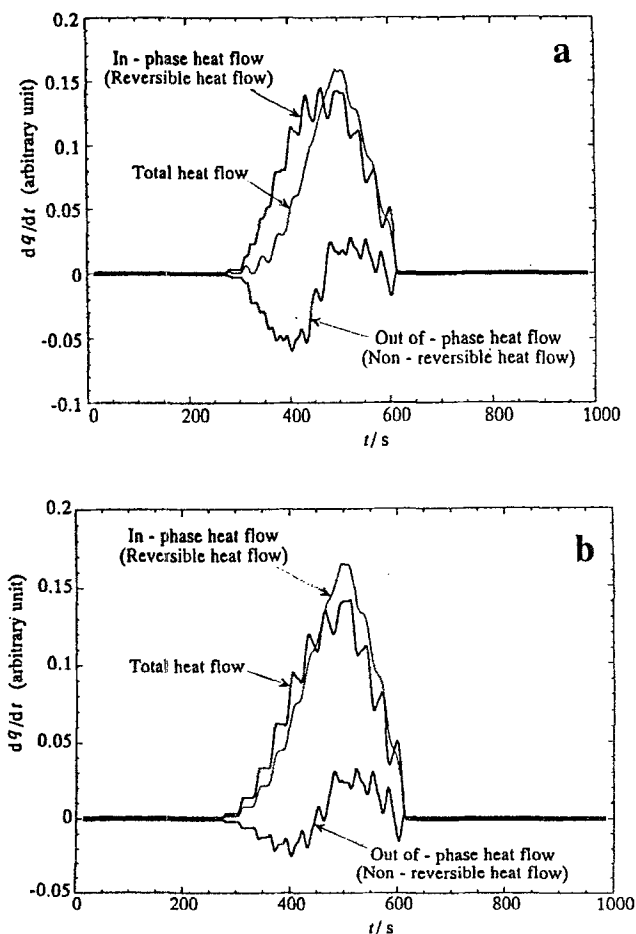 0.2
In - phase heat flow
(Reversible heat flow)
a
0.15
Total heat flow
0.1
0.05
0
-0.05
Out of - phase heat flow
(Non - reversible heat flow)
-0.1
dq/dt (arbitrary unit)
0 200 400 600 800 1000
t/ s
0.2
In - phase heat flow
(Reversible heat flow)
b
0.15
Total heat flow
0.1
0.05
0
Out of - phase heat flow
(Non - reversible heat flow)
-0.05
dq/dt (arbitrary unit)
0 200 400 600 800 1000
t/ s